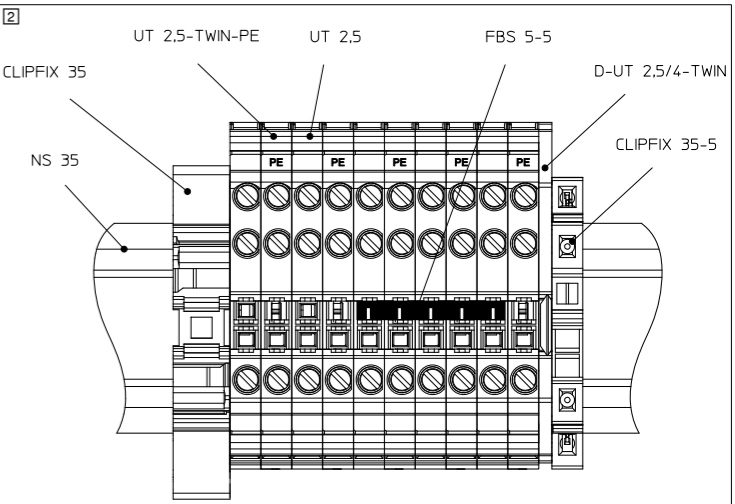 2
UT 2,5-TWIN-PE
UT 2,5
FBS 5-5
CLIPFIX 35
D-UT 2,5/4-TWIN
NS 35
CLIPFIX 35-5
PE PE PE PE PE